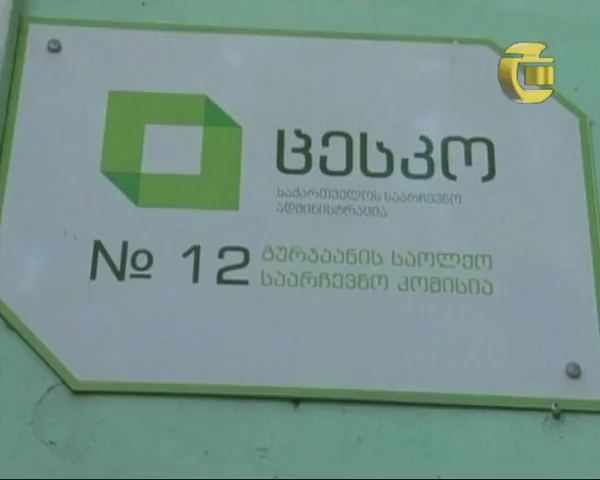 ცესკო
საქართველოს საარჩევნო
ადმინისტრაცია
№ 12 გურჯაანის საოლქო
საარჩევნო კომისია